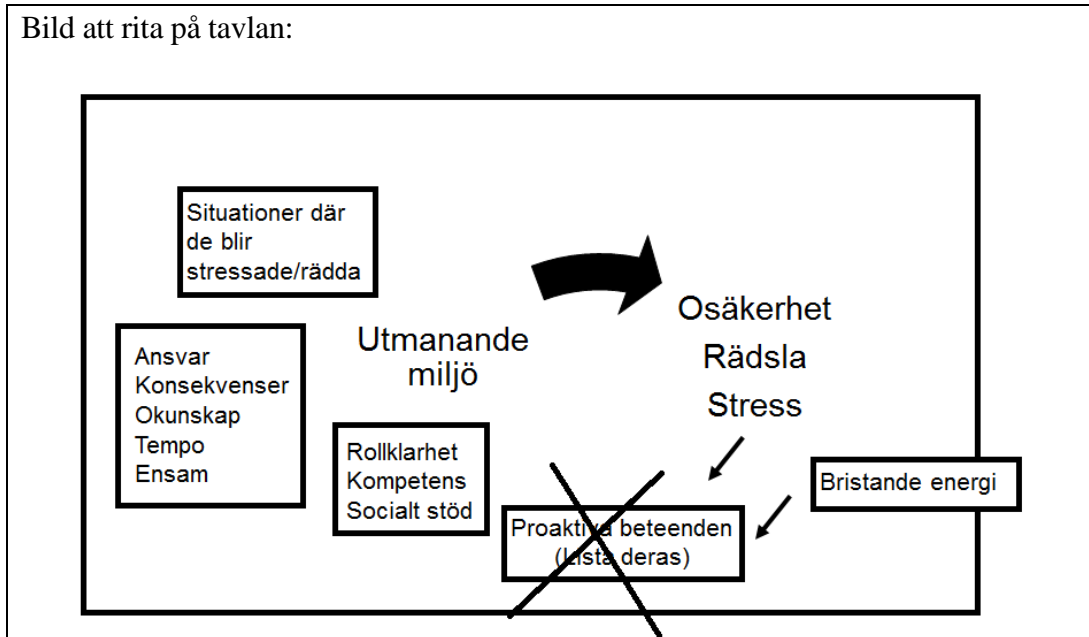 Bild att rita på tavlan:
Situationer där
de blir
stressade/rädda
Ansvar
Konsekvenser
Okunskap
Tempo
Ensam
Utmanande
miljö
Rollklarhet
Kompetens
Socialt stöd
Osäkerhet
Rädsla
Stress
Proaktiva beteenden
(Lista deras)
Bristande energi